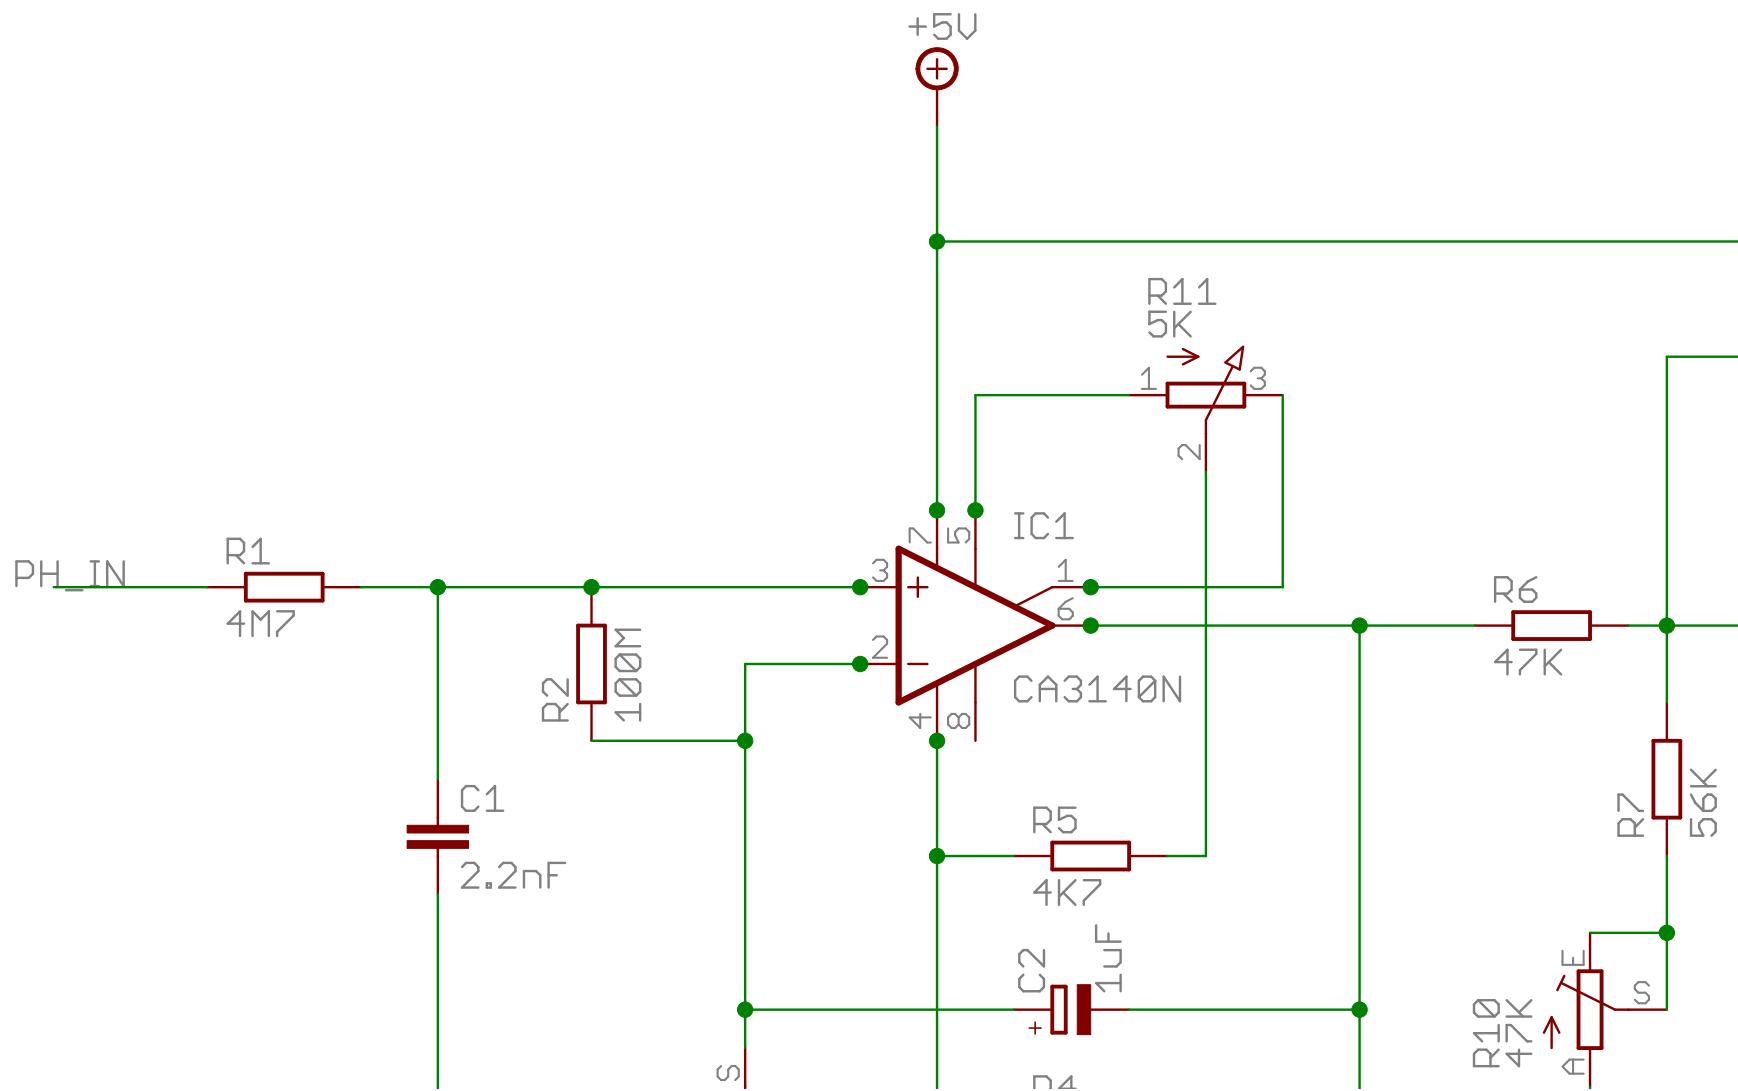 +5V
R11
5K
1
3
2
7
5
IC1
PH_IN
R1
4M7
3
+
1
6
2
−
R2
100M
4
8
CA3140N
R6
47K
C1
2.2nF
R5
4K7
R7
56K
C2
1uF
+
E
S
R10
47K
A
S
R4